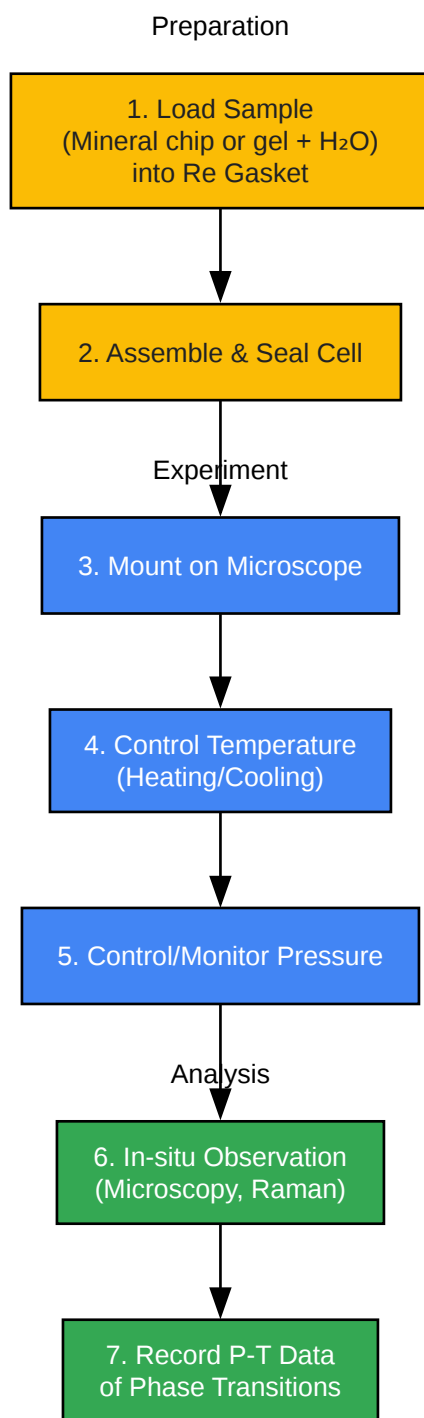 Preparation
1. Load Sample
(Mineral chip or gel + H₂O)
into Re Gasket
2. Assemble & Seal Cell
Experiment
3. Mount on Microscope
4. Control Temperature
(Heating/Cooling)
5. Control/Monitor Pressure
Analysis
6. In-situ Observation
(Microscopy, Raman)
7. Record P-T Data
of Phase Transitions